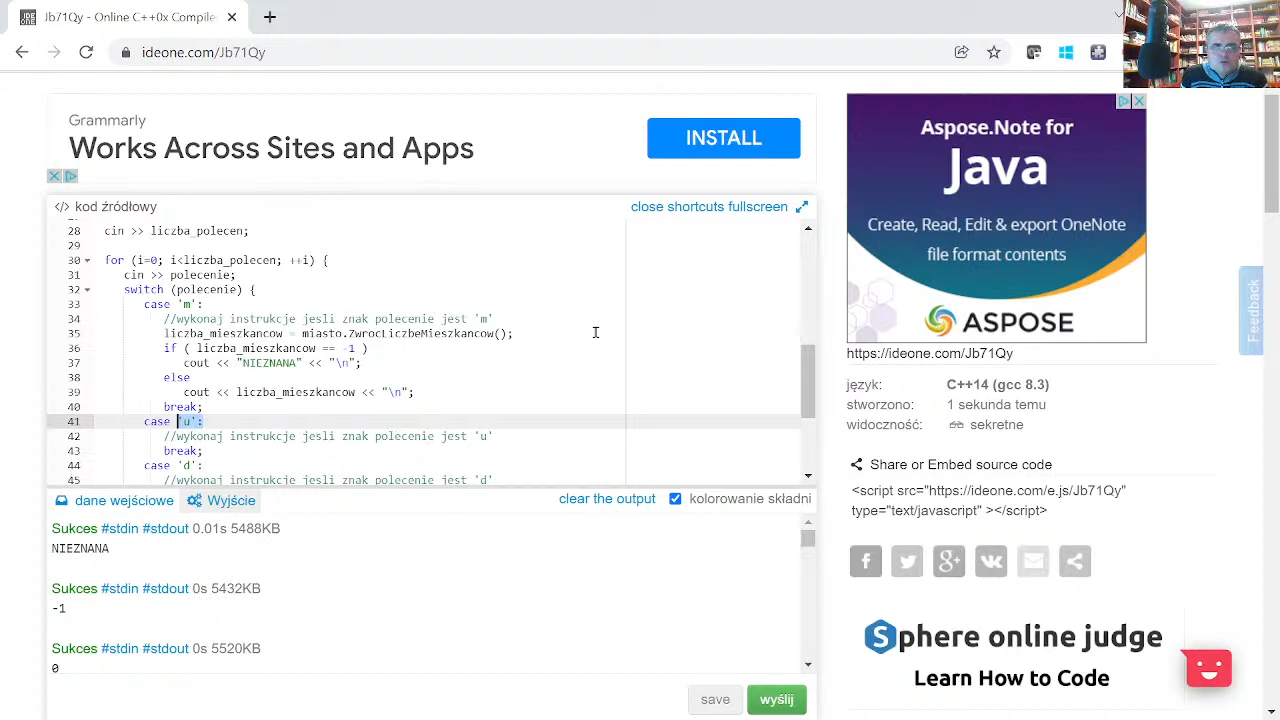 Jb71Qy - Online C++0x Compile
ideone.com/Jb71Qy
Grammarly
Works Across Sites and Apps
INSTALL
Aspose.Note for
Java
Create, Read, Edit & export OneNote
file format contents
ASPOSE
</> kod źródłowy
close shortcuts fullscreen
28 cin >> liczba_polecen;
29
30 for (i=0; i<liczba_polecen; ++i) {
31 cin >> polecenie;
32 switch (polecenie) {
33 case 'm':
34 //wykonaj instrukcje jesli znak polecenie jest 'm'
35 liczba_mieszkancow = miasto.ZwrocLiczbeMieszkancow();
36 if ( liczba_mieszkancow == -1 )
37 cout << "NIEZNANA" << "\n";
38 else
39 cout << liczba_mieszkancow << "\n";
40 break;
41 case 'u':
42 //wykonaj instrukcje jesli znak polecenie jest 'u'
43 break;
44 case 'd':
45 //wykonaj instrukcje jesli znak polecenie jest 'd'
dane wejściowe
Wyjście
clear the output
kolorowanie składni
Sukces #stdin #stdout 0.01s 5488KB
NIEZNANA
Sukces #stdin #stdout 0s 5432KB
-1
Sukces #stdin #stdout 0s 5520KB
0
save
wyślij
https://ideone.com/Jb71Qy
język: C++14 (gcc 8.3)
stworzono: 1 sekunda temu
widoczność: sekretne
Share or Embed source code
<script src="https://ideone.com/e.js/Jb71Qy"
type="text/javascript" ></script>
Sphere online judge
Learn How to Code
Feedback